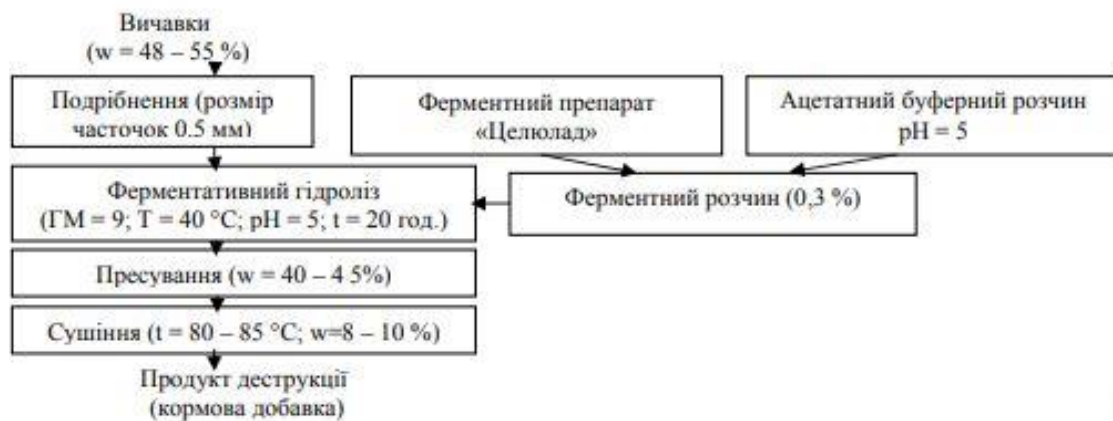 Вичавки
(w = 48 – 55 %)
Подрібнення (розмір
часточок 0.5 мм)
Ферментний препарат
«Целюлад»
Ацетатний буферний розчин
pH = 5
Ферментативний гідроліз
(ГМ = 9; T = 40 °C; pH = 5; t = 20 год.)
Ферментний розчин (0,3 %)
Пресування (w = 40 – 4 5%)
Сушіння (t = 80 – 85 °C; w=8 – 10 %)
Продукт деструкції
(кормова добавка)